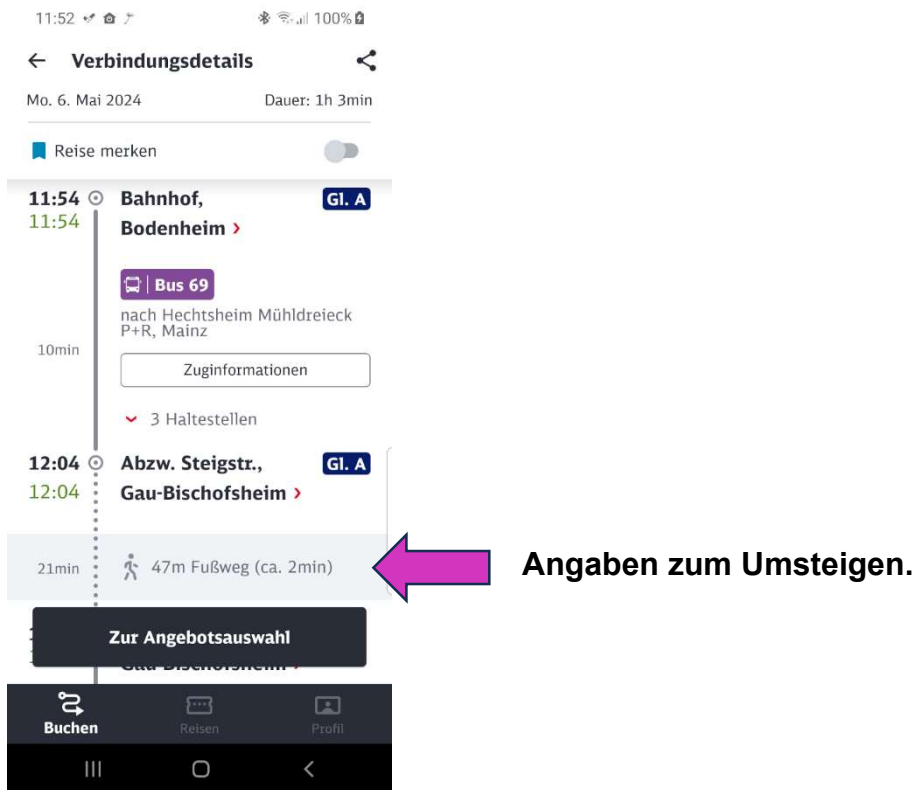 11:52 100%
Verbindungsdetails
Mo. 6. Mai 2024 Dauer: 1h 3min
Reise merken
11:54 Bahnhof, Gl. A
11:54 Bodenheim
Bus 69
nach Hechtsheim Mühldreieck
P+R, Mainz
10min
Zuginformationen
3 Haltestellen
12:04 Abzw. Steigstr., Gl. A
12:04 Gau-Bischofsheim
21min 47m Fußweg (ca. 2min)
Angaben zum Umsteigen.
Zur Angebotsauswahl
Gau-Bischofsheim
Buchen Reisen Profil